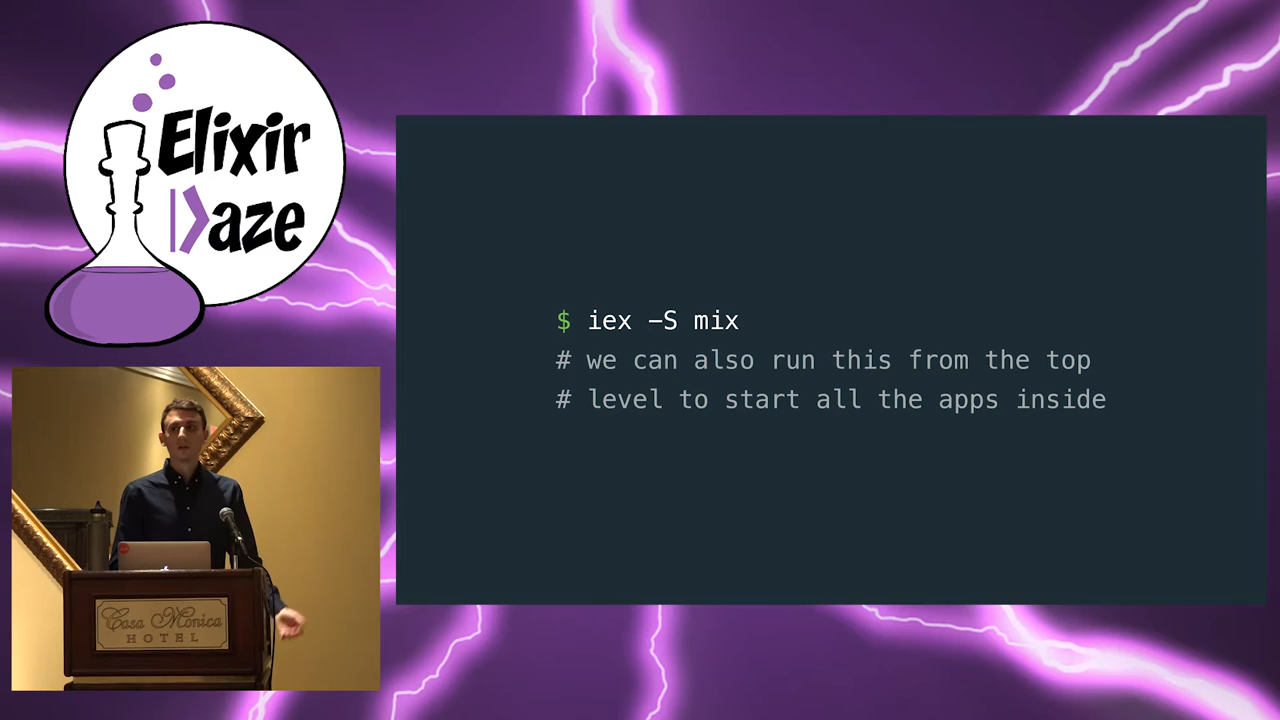 Elixir
|>aze
$ iex -S mix
# we can also run this from the top
# level to start all the apps inside
Casa Monica
HOTEL